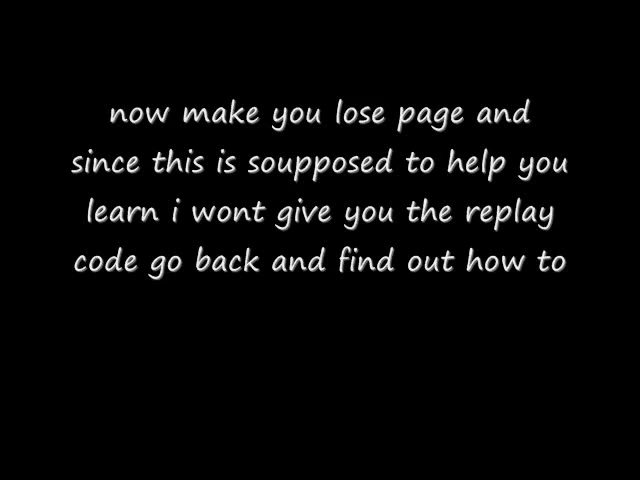 now make you lose page and
since this is soupposed to help you
learn i wont give you the replay
code go back and find out how to